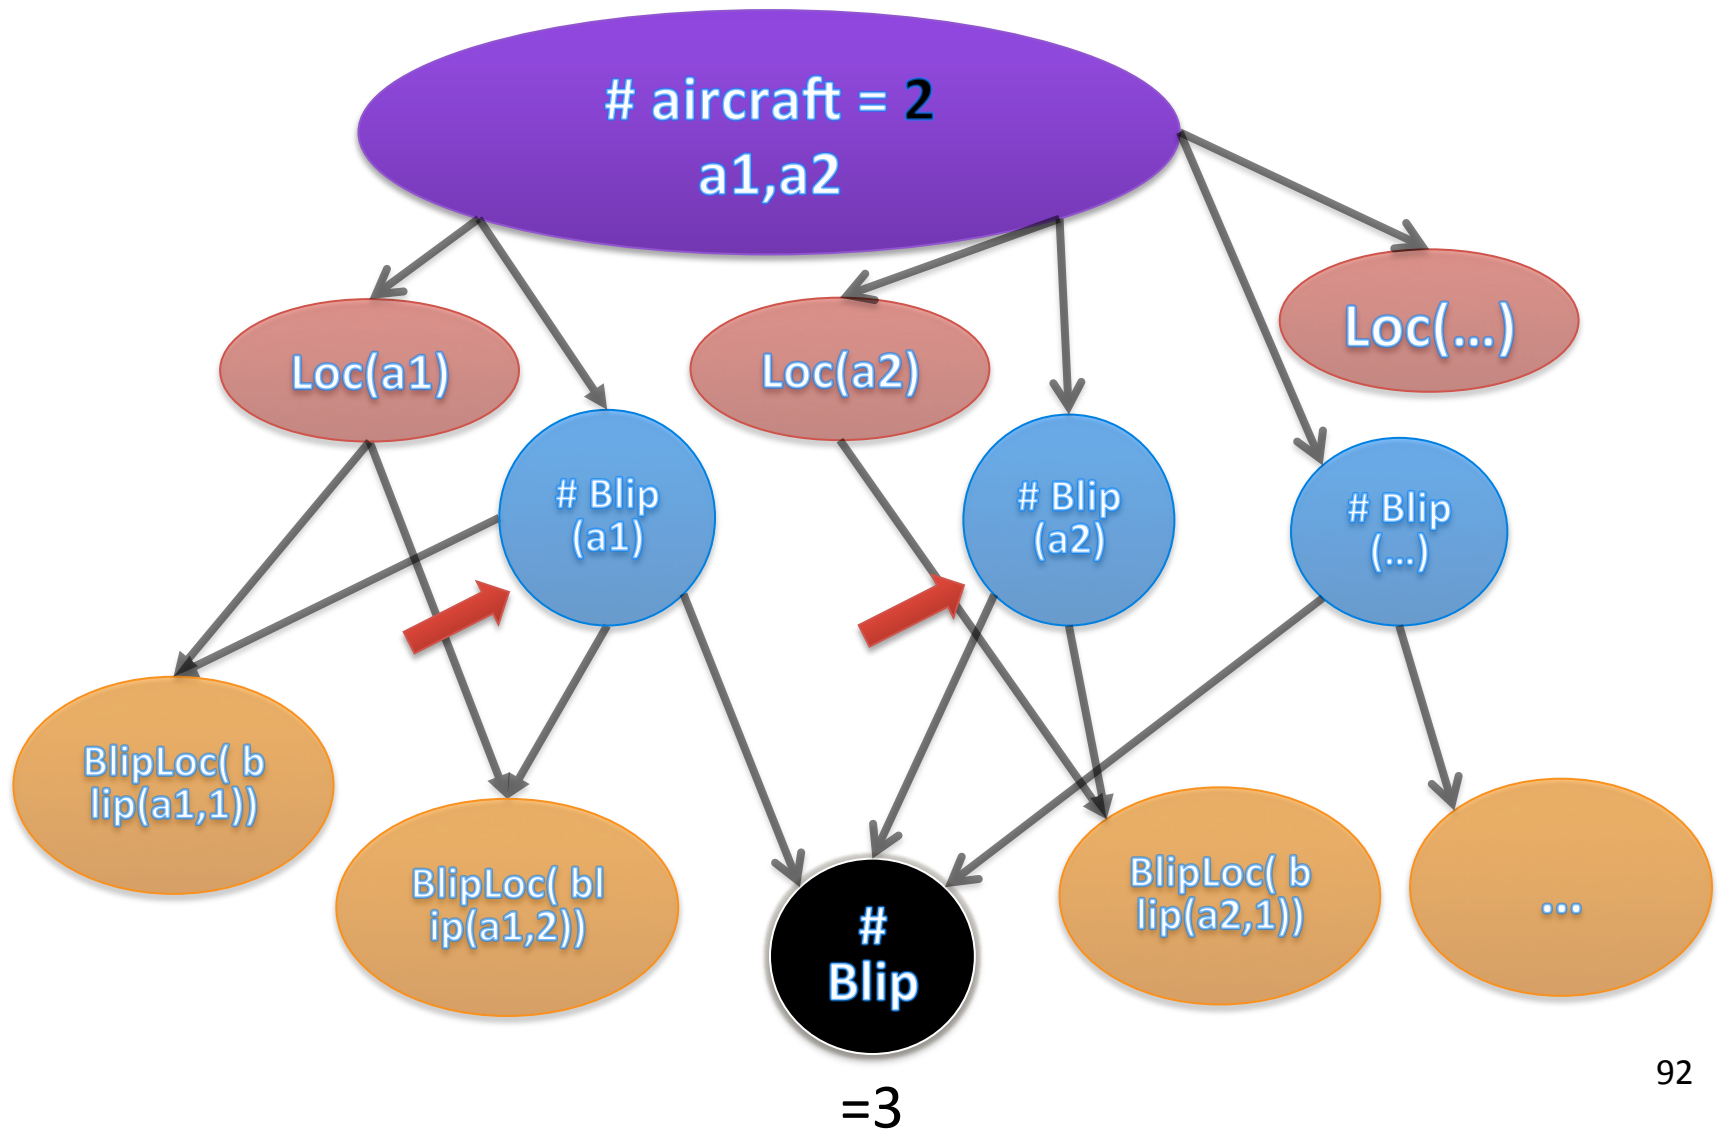 # aircraft = 2
a1,a2
Loc(a1)
Loc(a2)
Loc(...)
# Blip
(a1)
# Blip
(a2)
# Blip
(...)
BlipLoc( b
lip(a1,1))
BlipLoc( bl
ip(a1,2))
#
Blip
BlipLoc( b
lip(a2,1))
...
=3
92